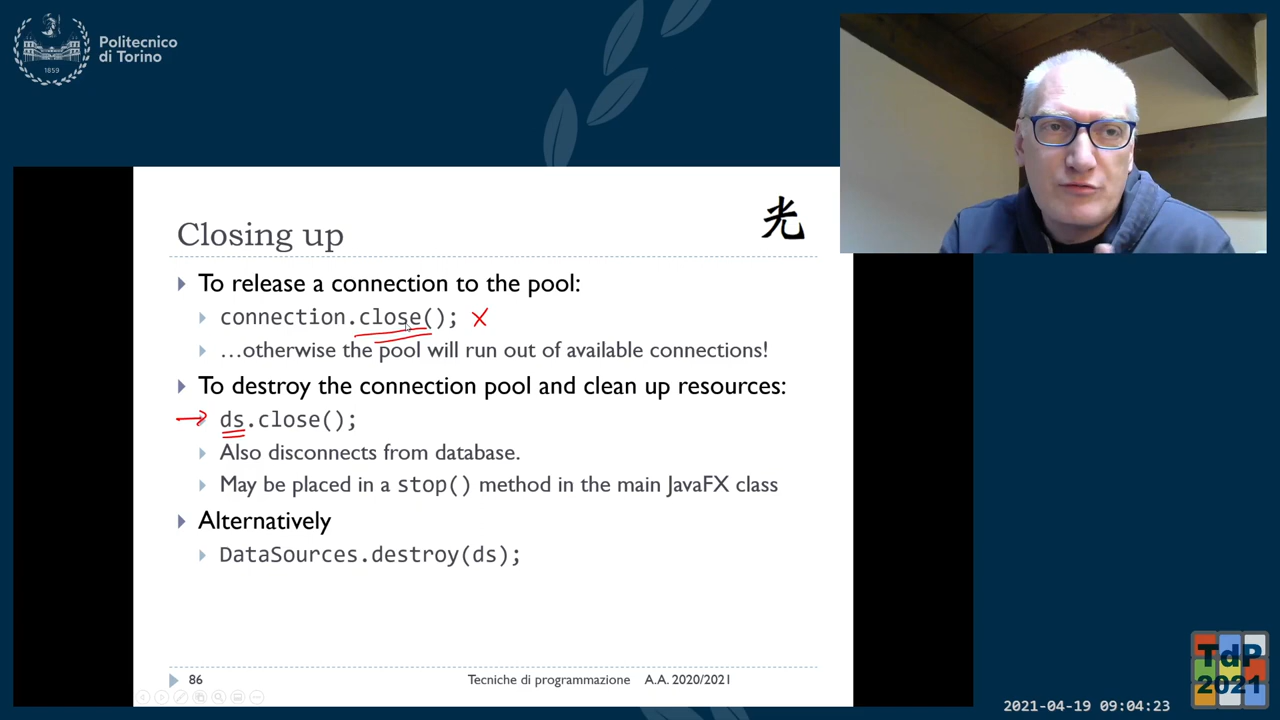 Politecnico
di Torino
1859
Closing up
光
To release a connection to the pool:
connection.close(); X
...otherwise the pool will run out of available connections!
To destroy the connection pool and clean up resources:
ds.close();
Also disconnects from database.
May be placed in a stop() method in the main JavaFX class
Alternatively
DataSources.destroy(ds);
86
Tecniche di programmazione A.A. 2020/2021
TdP
2021
2021-04-19 09:04:23